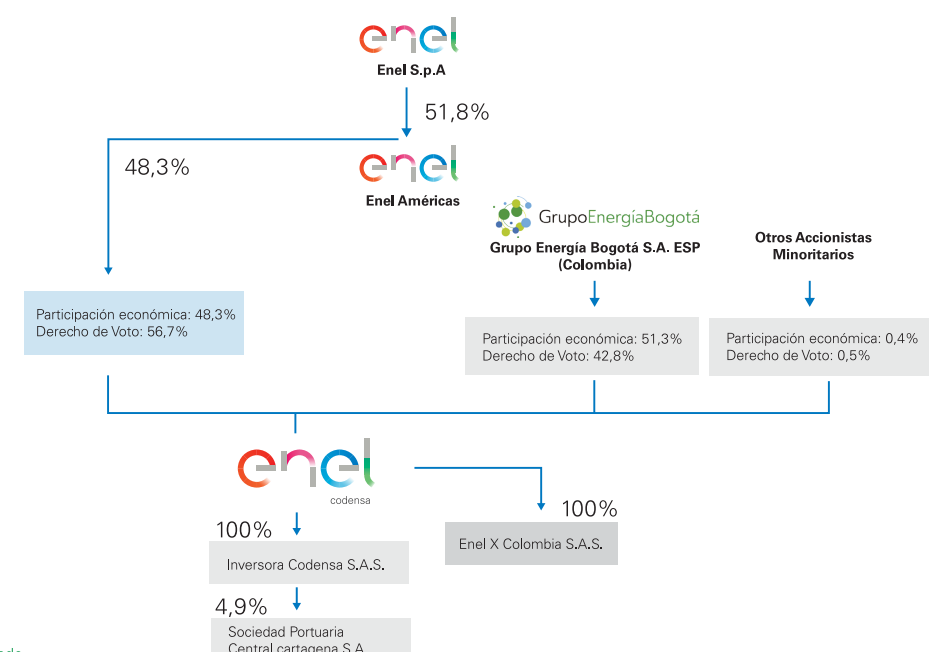 enel
Enel S.p.A
51,8%
48,3%
enel
Enel Américas
GrupoEnergíaBogotá
Grupo Energía Bogotá S.A. ESP
(Colombia)
Otros Accionistas
Minoritarios
Participación económica: 48,3%
Derecho de Voto: 56,7%
Participación económica: 51,3%
Derecho de Voto: 42,8%
Participación económica: 0,4%
Derecho de Voto: 0,5%
enel
codensa
100%
Inversora Codensa S.A.S.
100%
Enel X Colombia S.A.S.
4,9%
Sociedad Portuaria
Central cartagena S.A.